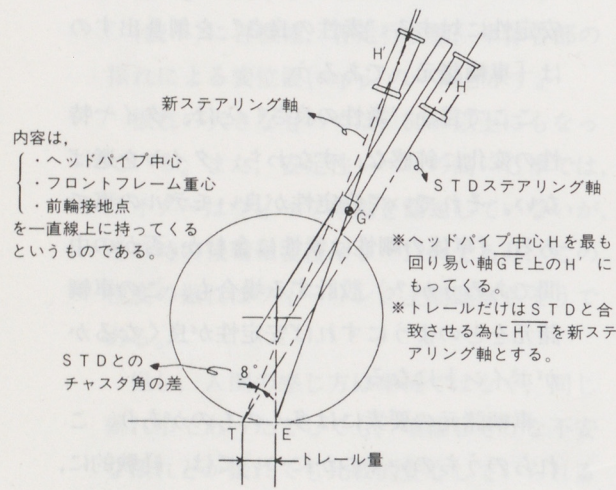 H′
H
新ステアリング軸
内容は,
・ヘッドパイプ中心
・フロントフレーム重心
・前輪接地点
を一直線上に持ってくる
というものである。
STDステアリング軸
G
※ヘッドパイプ中心Hを最も
回り易い軸GE上のH′に
もってくる。
※トレールだけはSTDと合
致させる為にH′Tを新ステ
アリング軸とする。
STDとの
チャスタ角の差
8°
T
E
トレール量